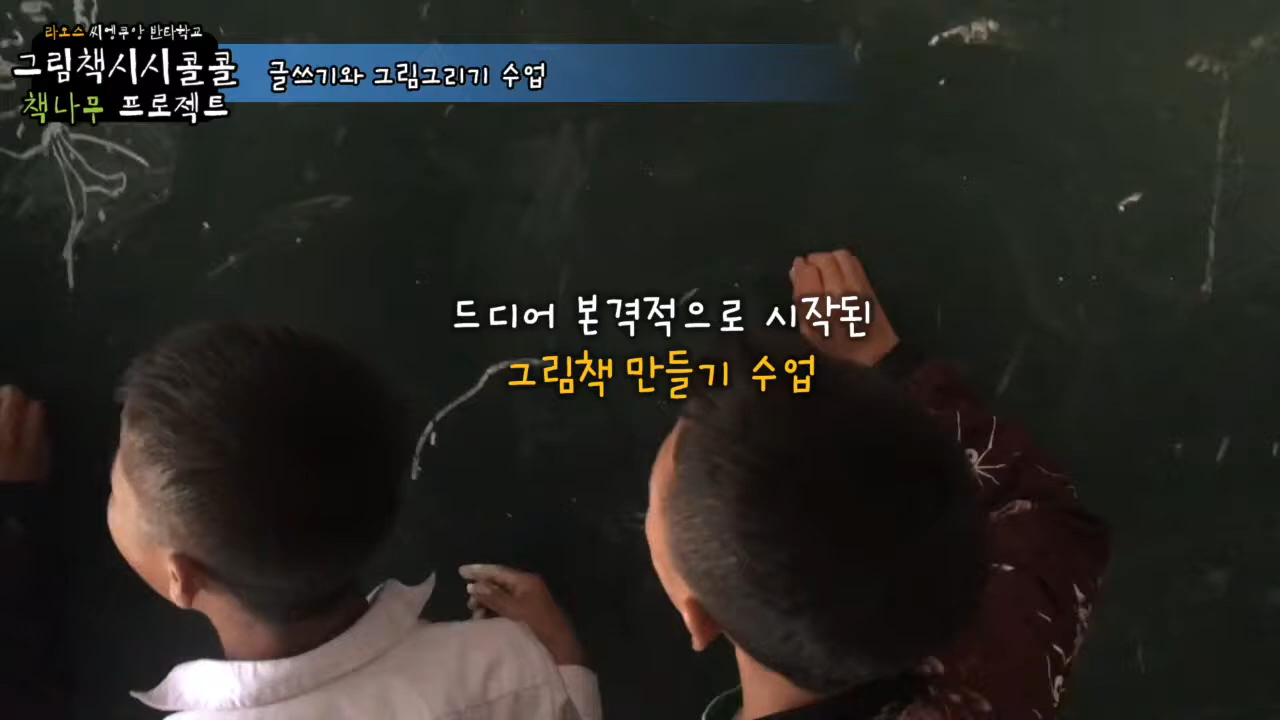 라오스 씨엥쿠앙 반타학교
그림책시시콜콜
책나무 프로젝트
글쓰기와 그림그리기 수업
드디어 본격적으로 시작된
그림책 만들기 수업